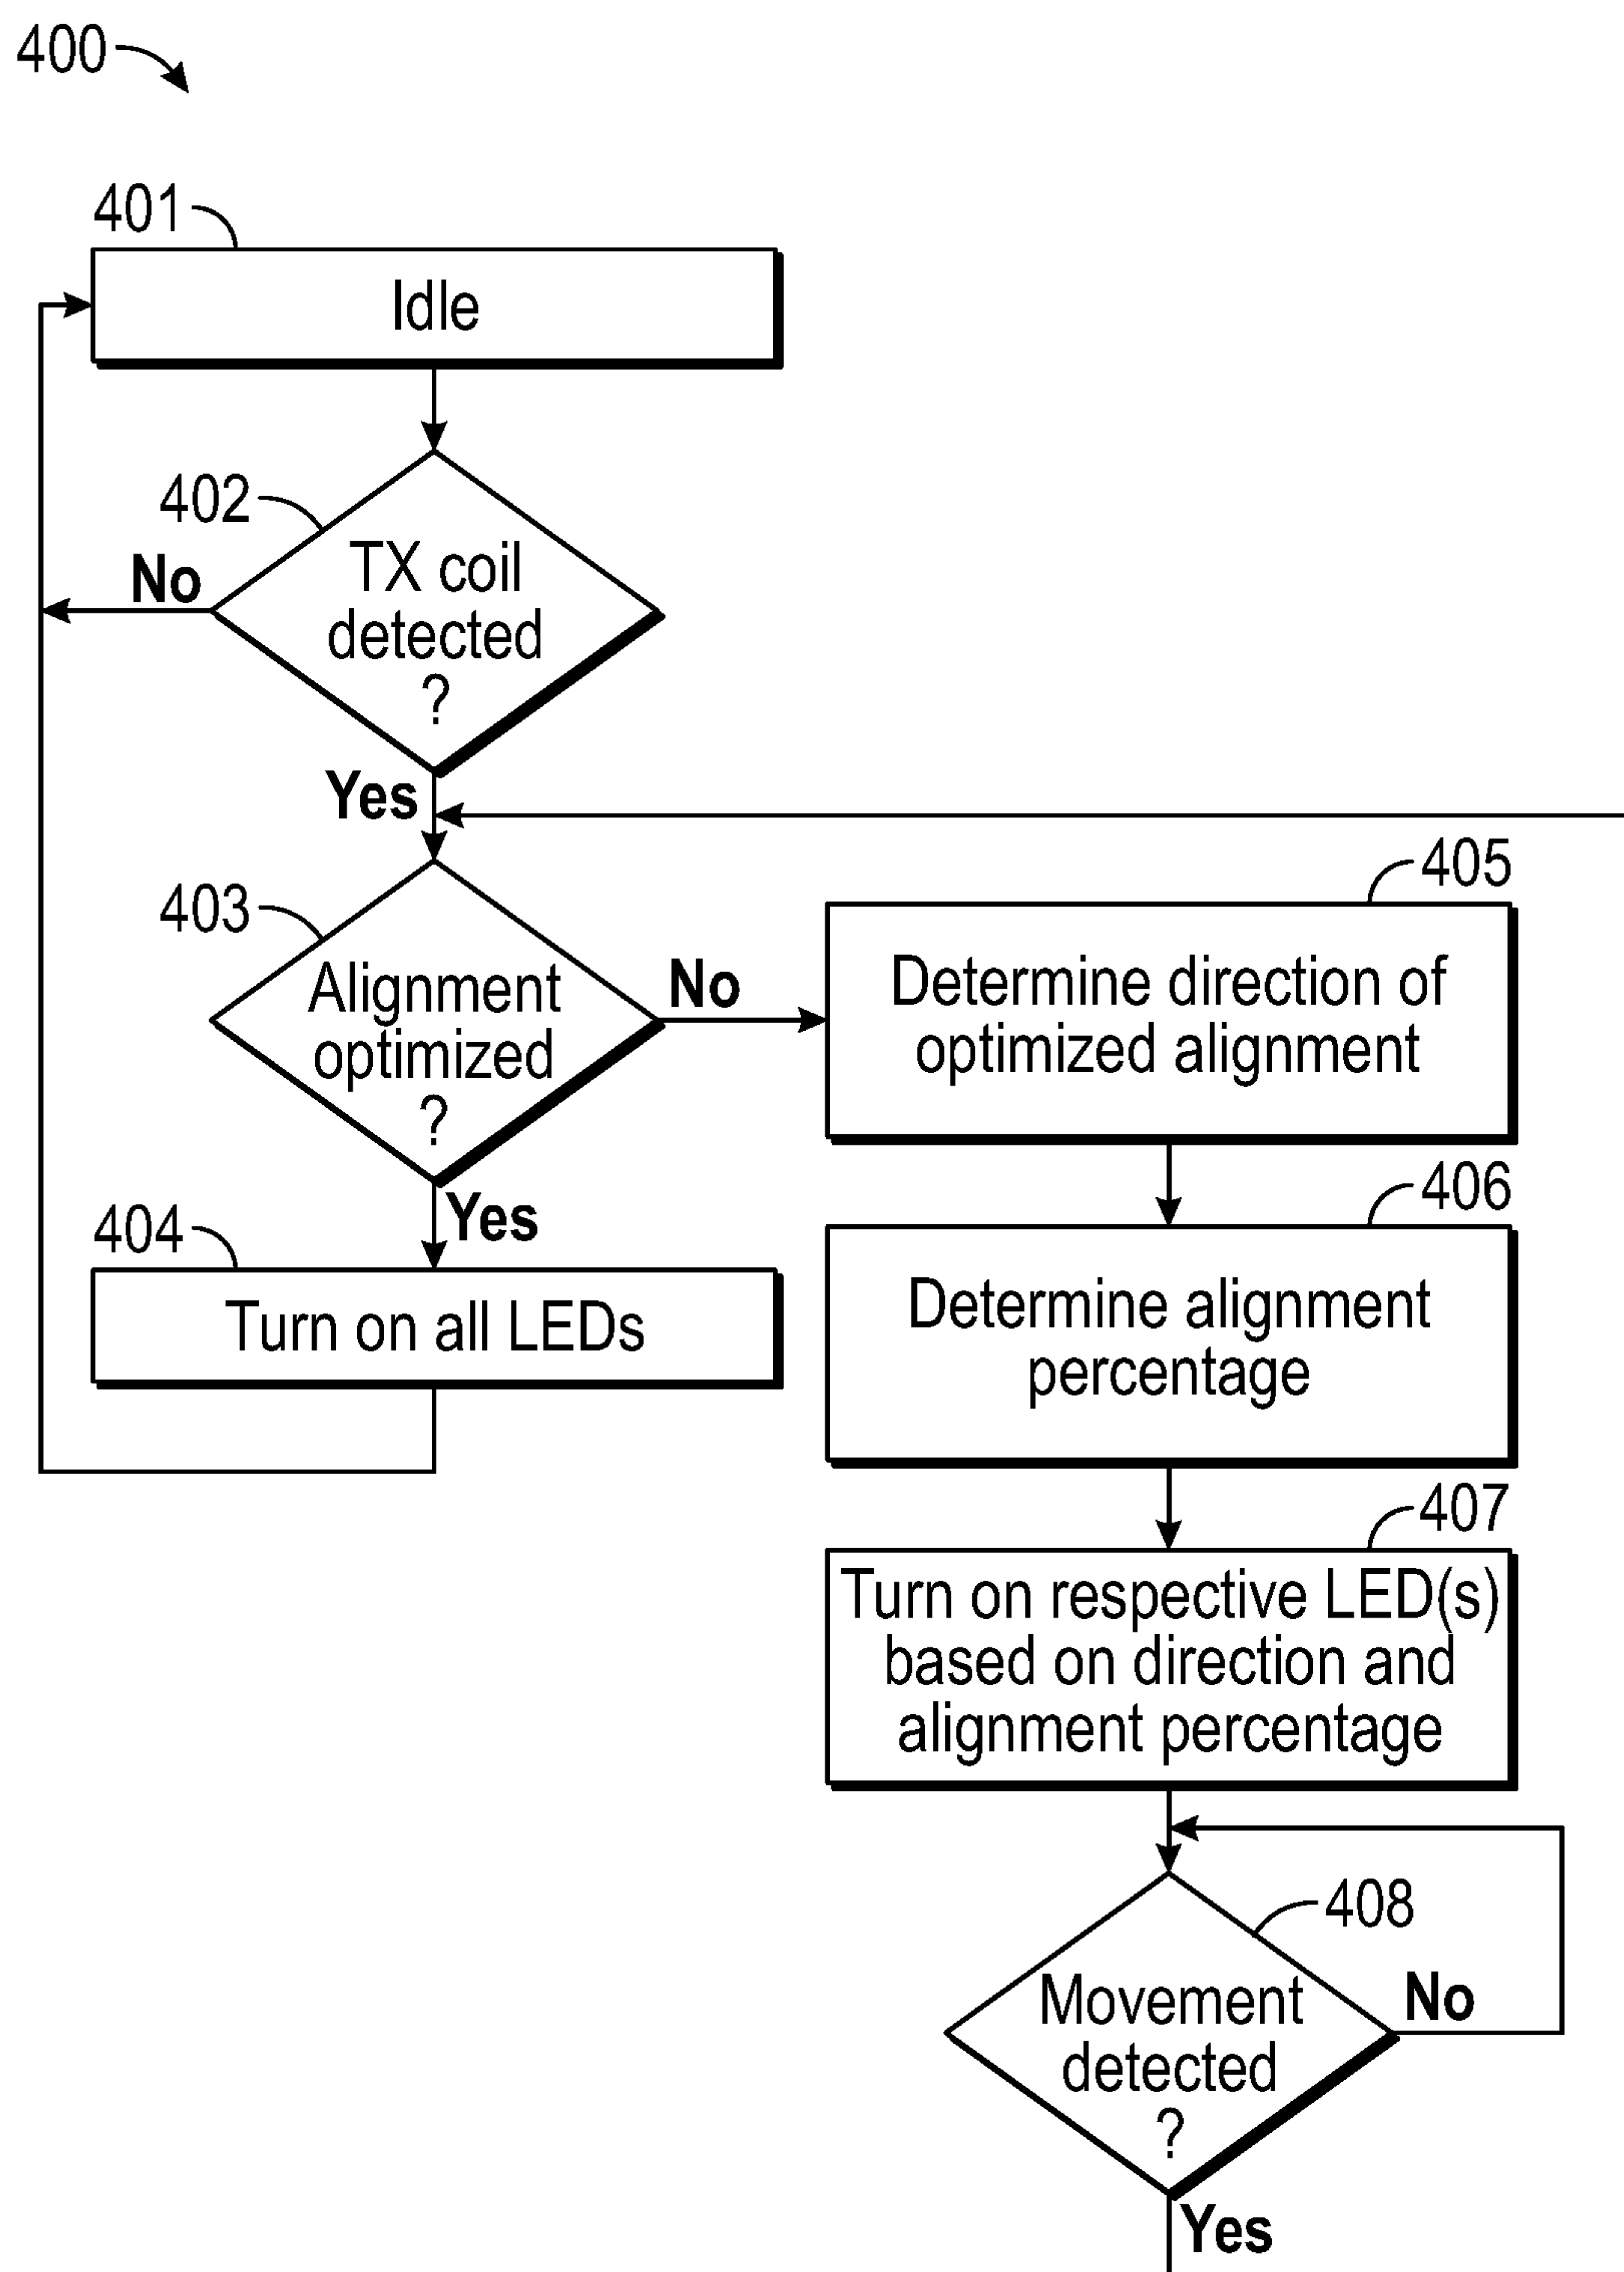 400
401
Idle
402
TX coil
detected
?
No
Yes
403
Alignment
optimized
?
No
Yes
404
Turn on all LEDs
405
Determine direction of
optimized alignment
406
Determine alignment
percentage
407
Turn on respective LED(s)
based on direction and
alignment percentage
408
Movement
detected
?
No
Yes